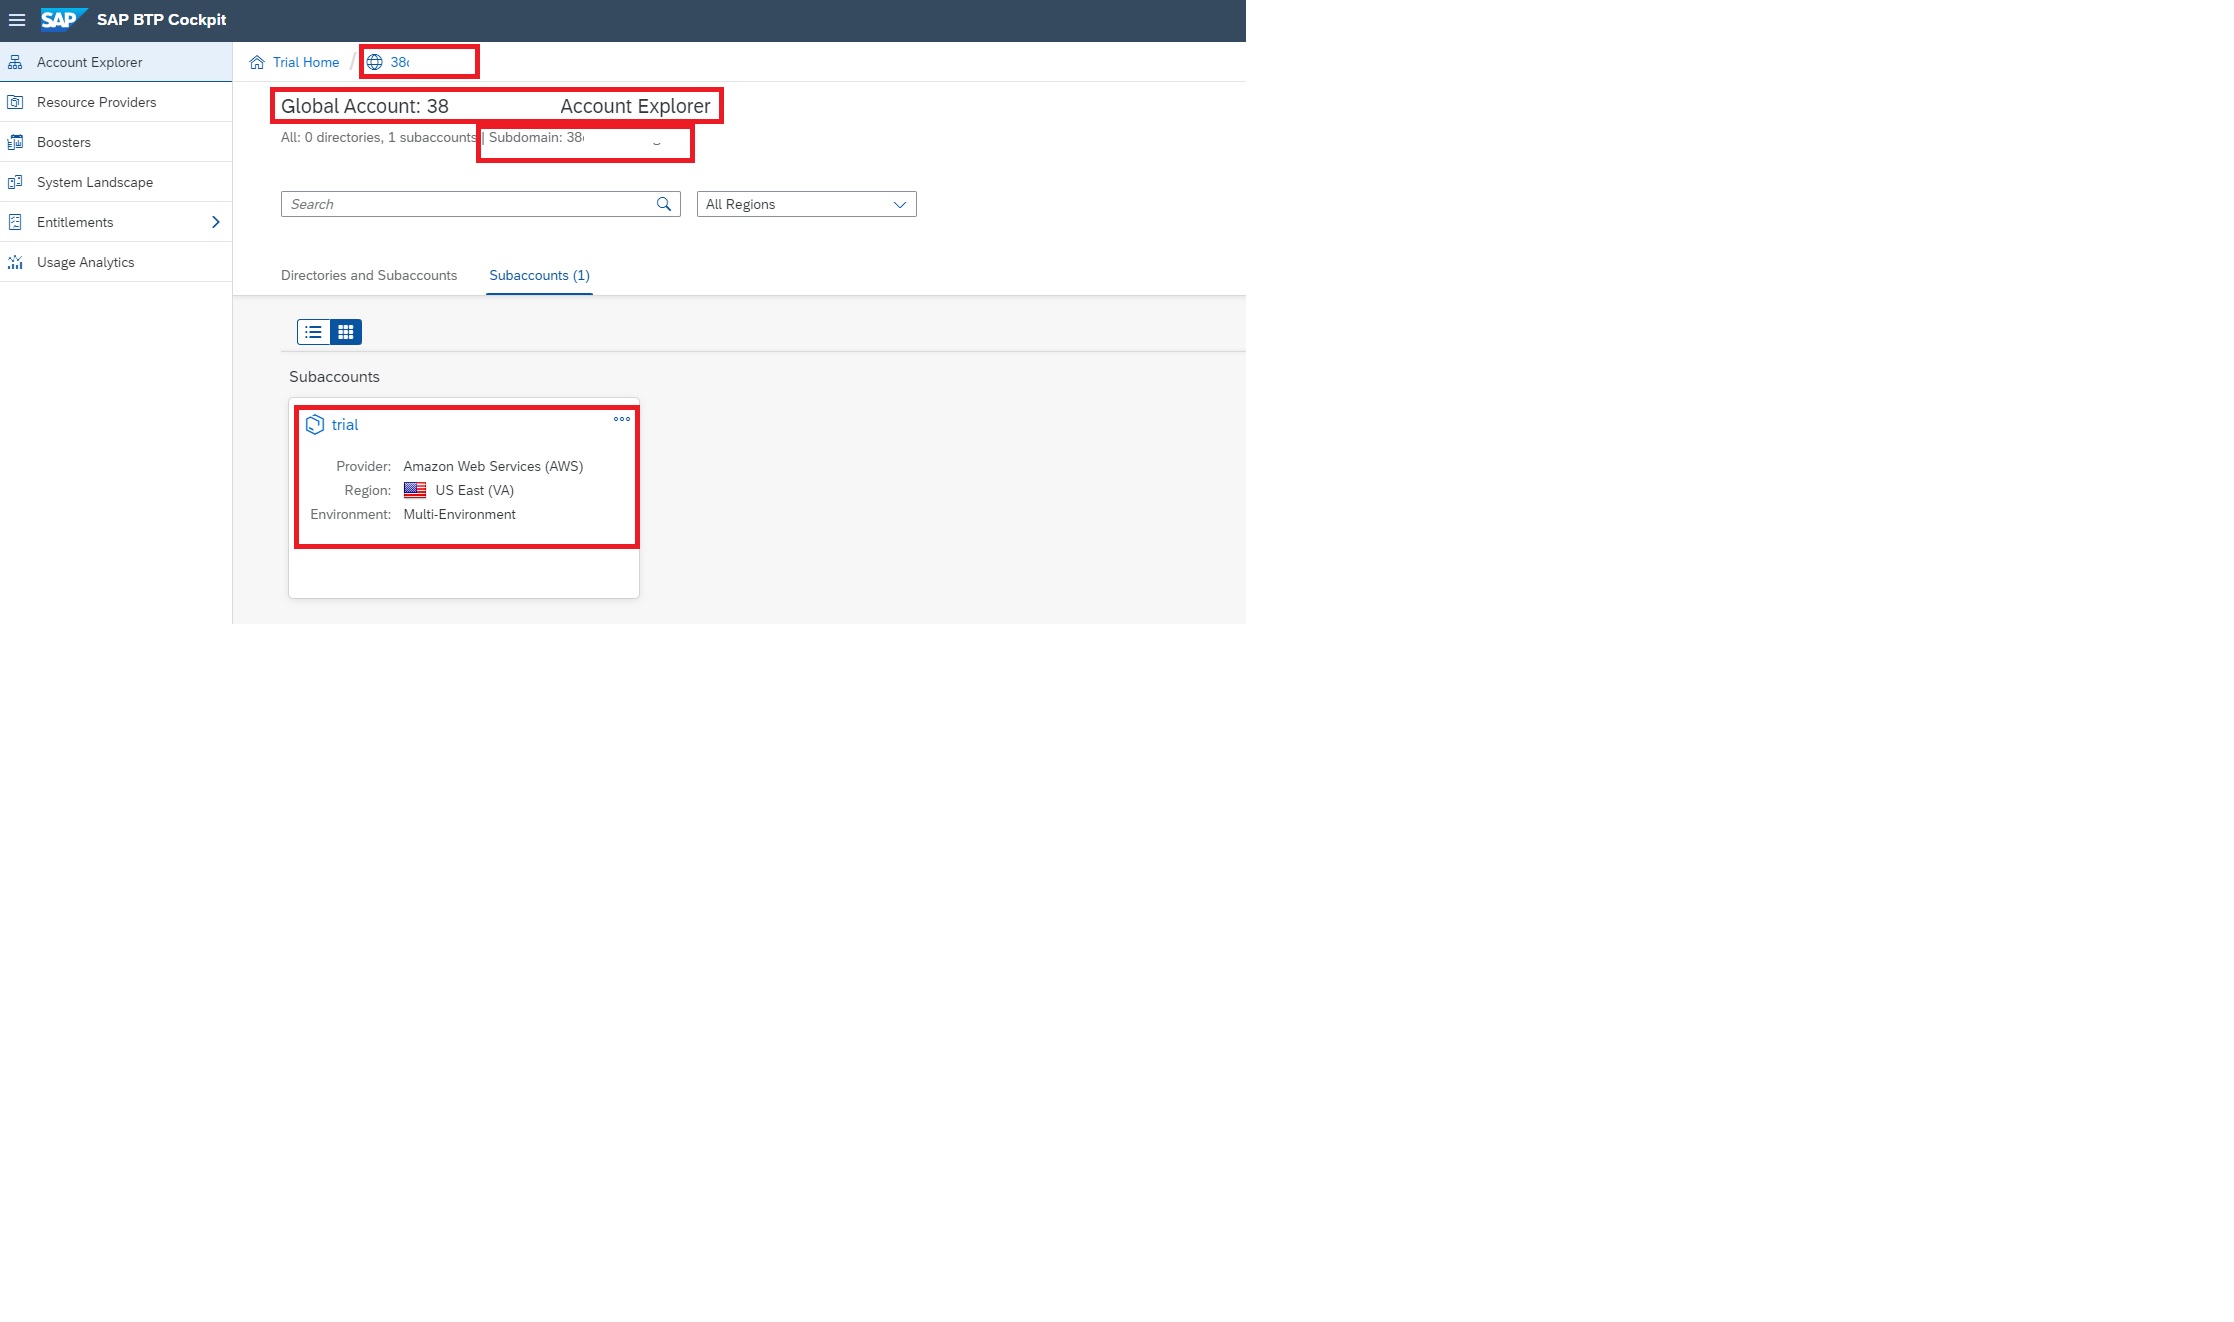 SAP SAP BTP Cockpit
Account Explorer
Resource Providers
Boosters
System Landscape
Entitlements
Usage Analytics
Trial Home / 38
Global Account: 38 Account Explorer
All: 0 directories, 1 subaccounts | Subdomain: 38
Search
All Regions
Directories and Subaccounts
Subaccounts (1)
Subaccounts
trial
Provider: Amazon Web Services (AWS)
Region: US East (VA)
Environment: Multi-Environment